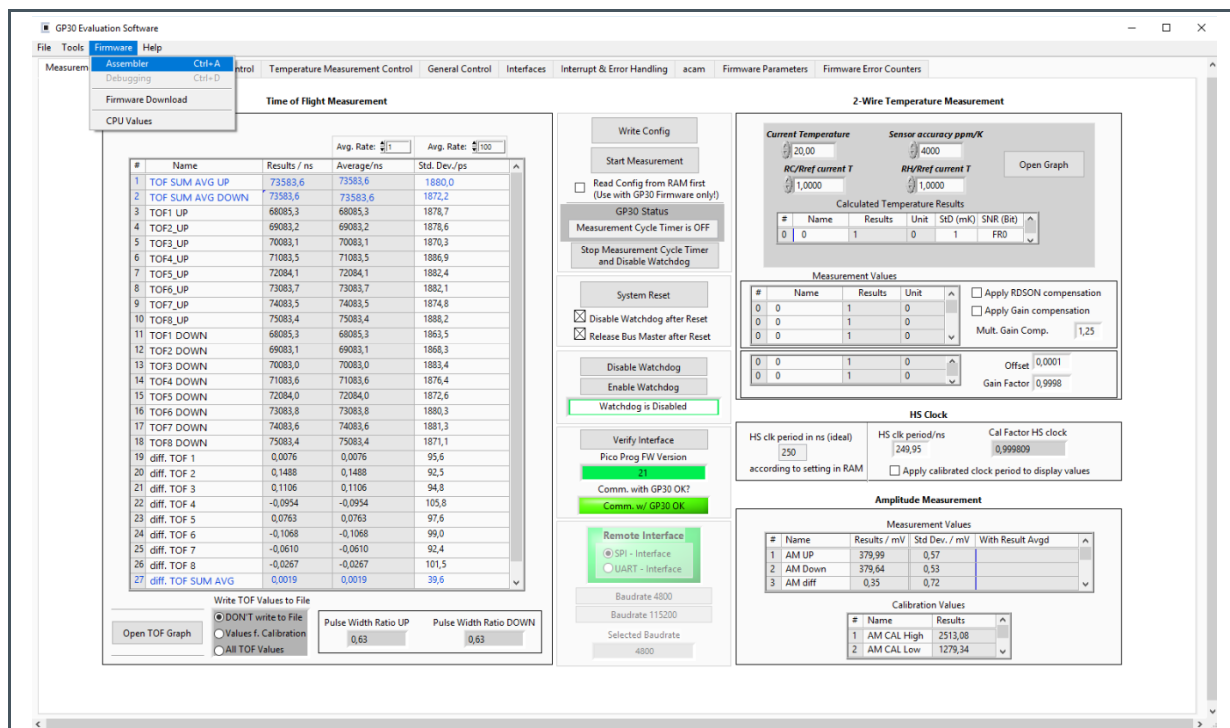 GP30 Evaluation Software
File Tools Firmware Help
Assembler Ctrl+A
Debugging Ctrl+D
Firmware Download
CPU Values
Measurem
ntrol Temperature Measurement Control General Control Interfaces Interrupt & Error Handling acam Firmware Parameters Firmware Error Counters
Time of Flight Measurement
Avg. Rate: 1 Avg. Rate: 100
# Name Results / ns Average/ns Std. Dev./ps
1 TOF SUM AVG UP 73583,6 73583,6 1880,0
2 TOF SUM AVG DOWN 73583,6 73583,6 1872,2
3 TOF1 UP 68085,3 68085,3 1878,7
4 TOF2_UP 69083,2 69083,2 1878,6
5 TOF3_UP 70083,1 70083,1 1870,3
6 TOF4_UP 71083,5 71083,5 1886,9
7 TOF5_UP 72084,1 72084,1 1882,4
8 TOF6_UP 73083,7 73083,7 1882,1
9 TOF7_UP 74083,5 74083,5 1874,8
10 TOF8_UP 75083,4 75083,4 1888,2
11 TOF1 DOWN 68085,3 68085,3 1863,5
12 TOF2 DOWN 69083,1 69083,1 1868,3
13 TOF3 DOWN 70083,0 70083,0 1883,4
14 TOF4 DOWN 71083,6 71083,6 1876,4
15 TOF5 DOWN 72084,0 72084,0 1872,6
16 TOF6 DOWN 73083,8 73083,8 1880,3
17 TOF7 DOWN 74083,6 74083,6 1881,3
18 TOF8 DOWN 75083,4 75083,4 1871,1
19 diff. TOF 1 0,0076 0,0076 95,6
20 diff. TOF 2 0,1488 0,1488 92,5
21 diff. TOF 3 0,1106 0,1106 94,8
22 diff. TOF 4 -0,0954 -0,0954 105,8
23 diff. TOF 5 0,0763 0,0763 97,6
24 diff. TOF 6 -0,1068 -0,1068 99,0
25 diff. TOF 7 -0,0610 -0,0610 92,4
26 diff. TOF 8 -0,0267 -0,0267 101,5
27 diff. TOF SUM AVG 0,0019 0,0019 39,6
Write TOF Values to File
Open TOF Graph
DON'T write to File
Values f. Calibration
All TOF Values
Pulse Width Ratio UP Pulse Width Ratio DOWN
0,63 0,63
Write Config
Start Measurement
Read Config from RAM first
(Use with GP30 Firmware only!)
GP30 Status
Measurement Cycle Timer is OFF
Stop Measurement Cycle Timer
and Disable Watchdog
System Reset
Disable Watchdog after Reset
Release Bus Master after Reset
Disable Watchdog
Enable Watchdog
Watchdog is Disabled
Verify Interface
Pico Prog FW Version
21
Comm. with GP30 OK?
Comm. w/ GP30 OK
Remote Interface
SPI - Interface
UART - Interface
Baudrate 4800
Baudrate 115200
Selected Baudrate
4800
2-Wire Temperature Measurement
Current Temperature Sensor accuracy ppm/K
20,00 4000
RC/Rref current T RH/Rref current T
1,0000 1,0000
Open Graph
Calculated Temperature Results
# Name Results Unit StD (mK) SNR (Bit)
0 0 1 0 1 FR0
Measurement Values
# Name Results Unit
0 0 1 0
0 0 1 0
0 0 1 0
Apply RDSON compensation
Apply Gain compensation
Mult. Gain Comp. 1,25
0 0 1 0
0 0 1 0
Offset 0,0001
Gain Factor 0,9998
HS Clock
HS clk period in ns (ideal) HS clk period/ns Cal Factor HS clock
250 249,95 0,999809
according to setting in RAM Apply calibrated clock period to display values
Amplitude Measurement
Measurement Values
# Name Results / mV Std Dev. / mV With Result Avgd
1 AM UP 379,99 0,57
2 AM Down 379,64 0,53
3 AM diff 0,35 0,72
Calibration Values
# Name Results
1 AM CAL High 2513,08
2 AM CAL Low 1279,34